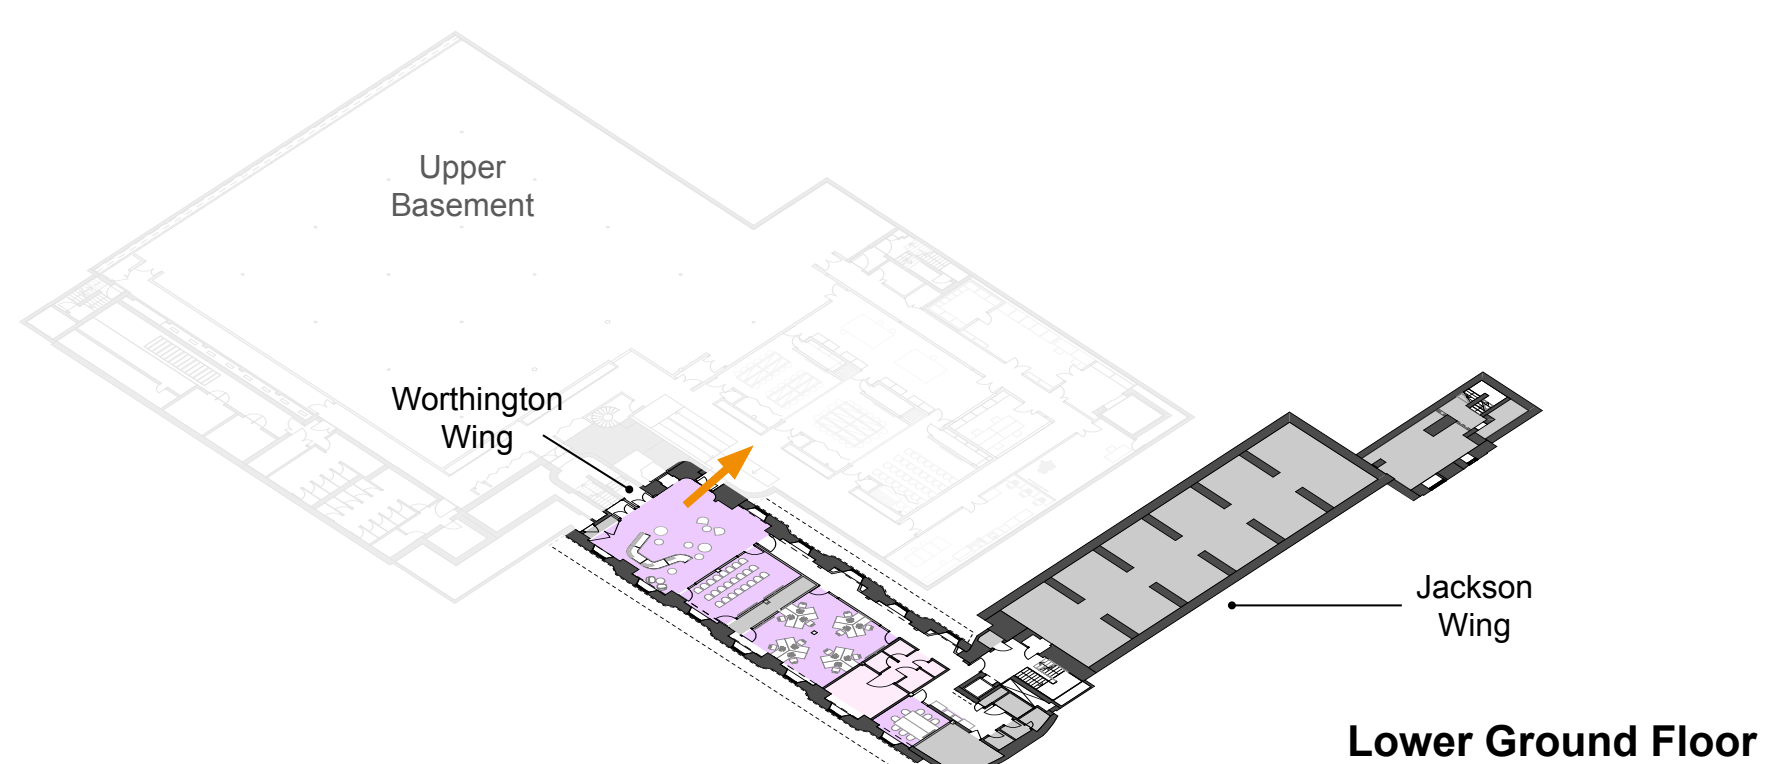 Upper
Basement
Worthington
Wing
Jackson
Wing
Lower Ground Floor